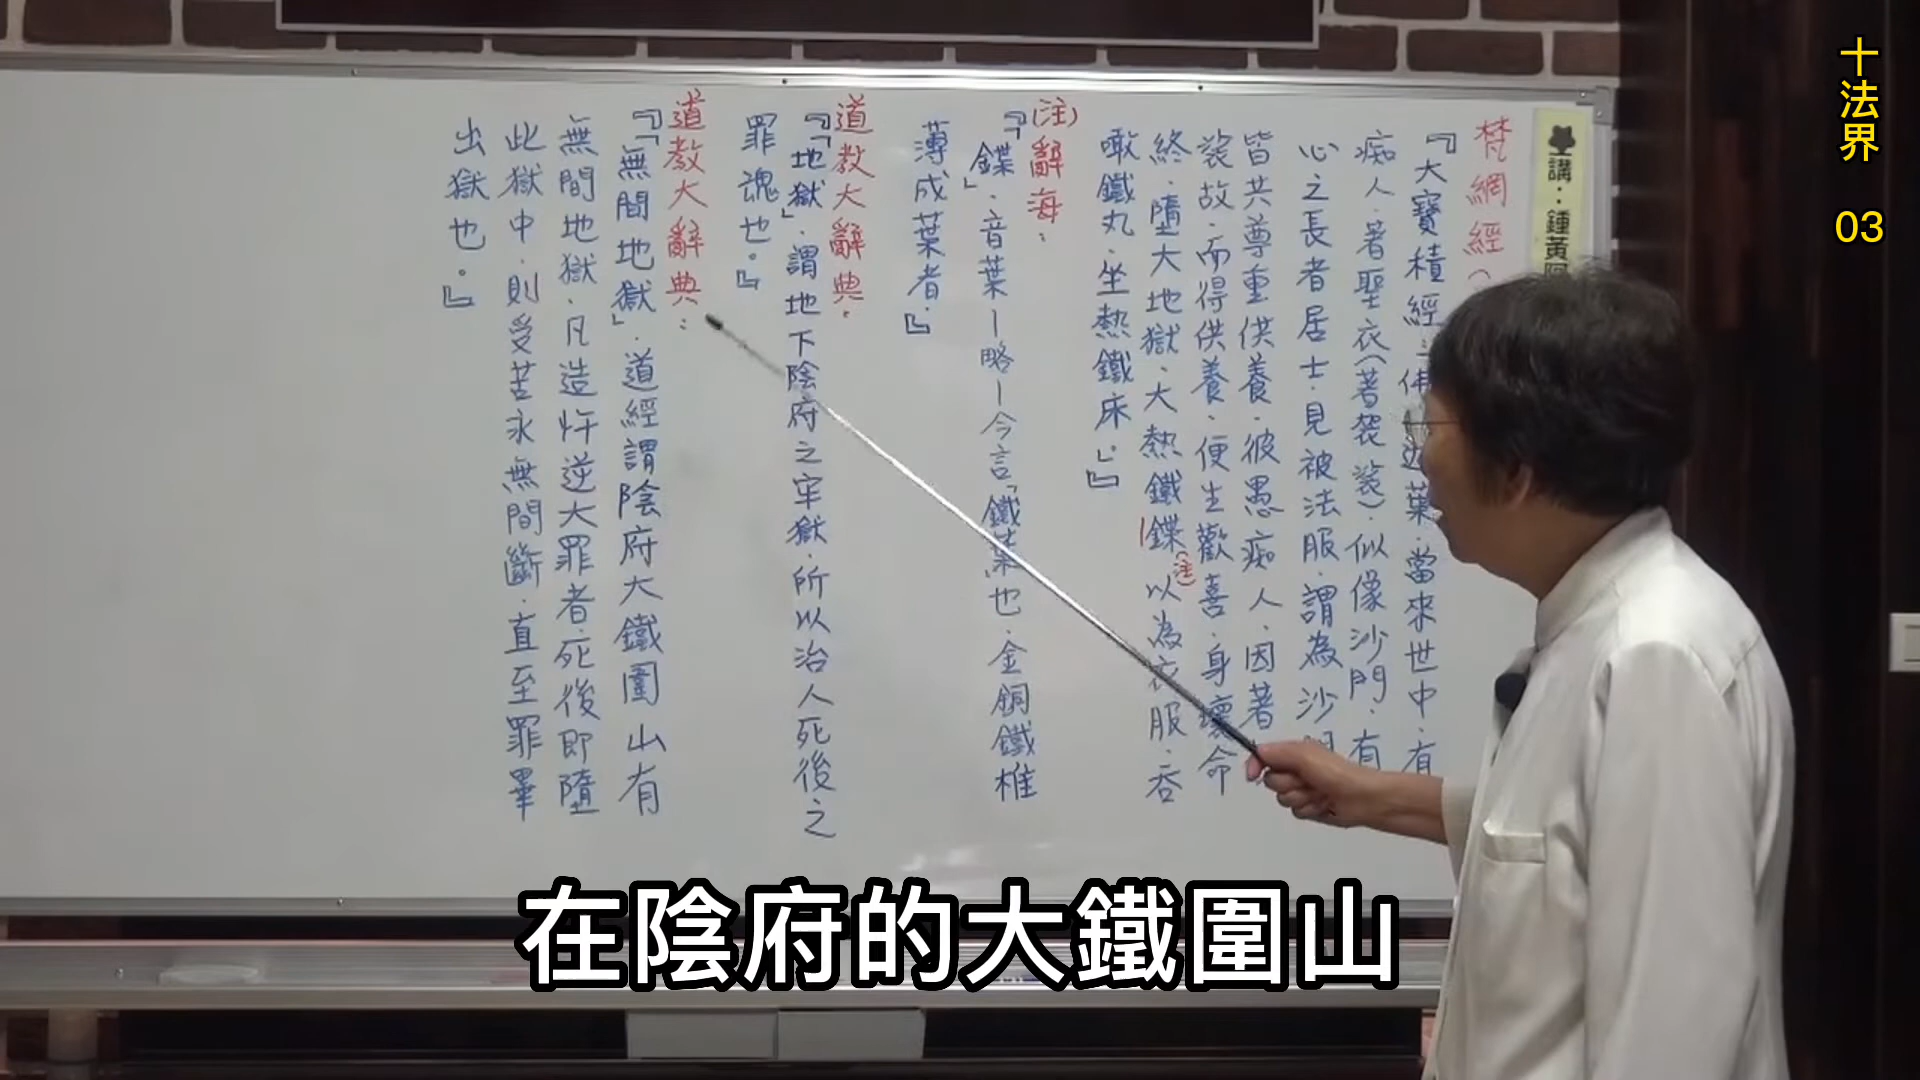 十法界 03
主講．鍾黃阿
梵網經(
『大寶積經：佛 迦葉．當來世中．有
痴人．著聖衣(著袈裟)．似像沙門．有
心之長者居士．見被法服．謂為沙門
皆共尊重供養．彼愚痴人．因著
裟故．而得供養．便生歡喜．身壞命
終．墮大地獄．大熱鐵鍱(注)以為衣服．吞
噉鐵丸．坐熱鐵床。』
(注)辭海：
『「鍱」．音葉－略－今言「鐵葉」也．金銅鐵椎
薄成葉者．』
道教大辭典：
『「地獄」．謂地下陰府之牢獄．所以治人死後之
罪魂也。』
道教大辭典：
『「無間地獄」．道經謂陰府大鐵圍山有
無間地獄．凡造忤逆大罪者．死後即墮
此獄中．則受苦永無間斷．直至罪畢
出獄也。』
在陰府的大鐵圍山